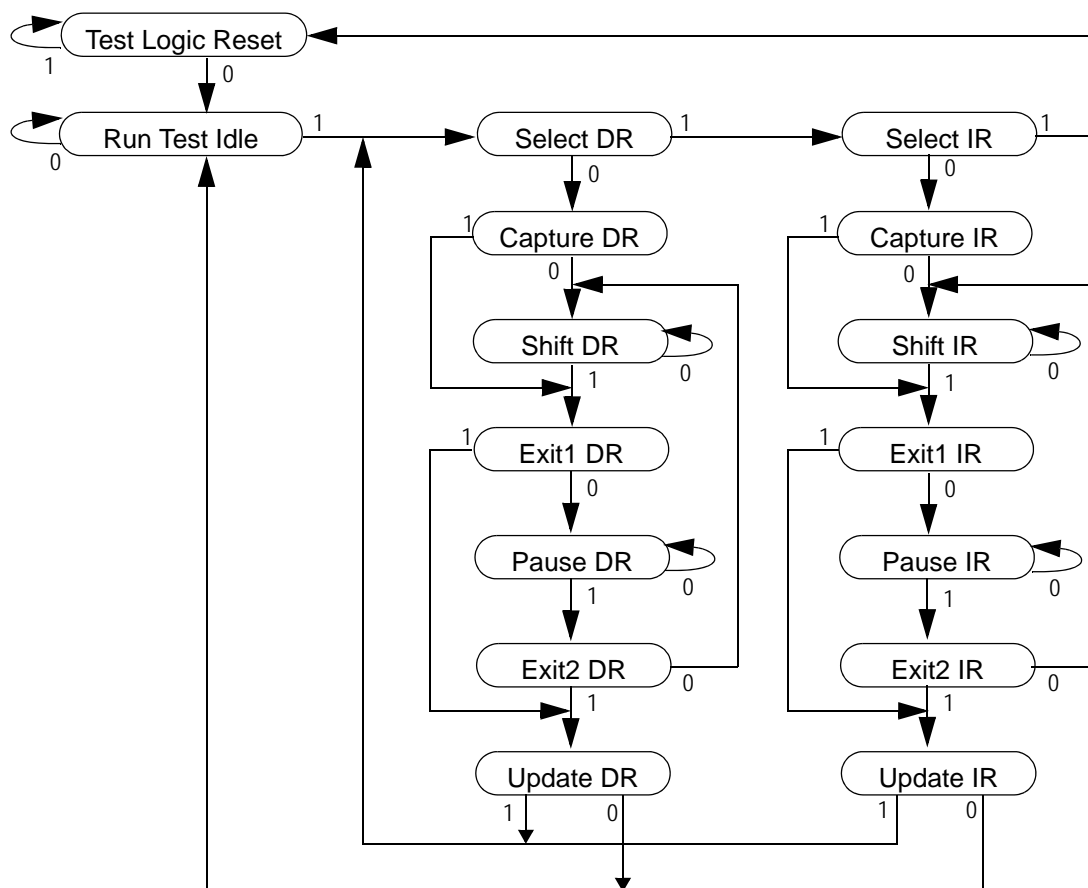 Test Logic Reset
1
0
Run Test Idle
1
Select DR
1
Select IR
1
0
0
0
1
Capture DR
1
Capture IR
0
0
Shift DR
Shift IR
0
0
1
1
1
Exit1 DR
1
Exit1 IR
0
0
Pause DR
Pause IR
0
0
1
1
Exit2 DR
Exit2 IR
0
0
1
1
Update DR
Update IR
1
0
1
0